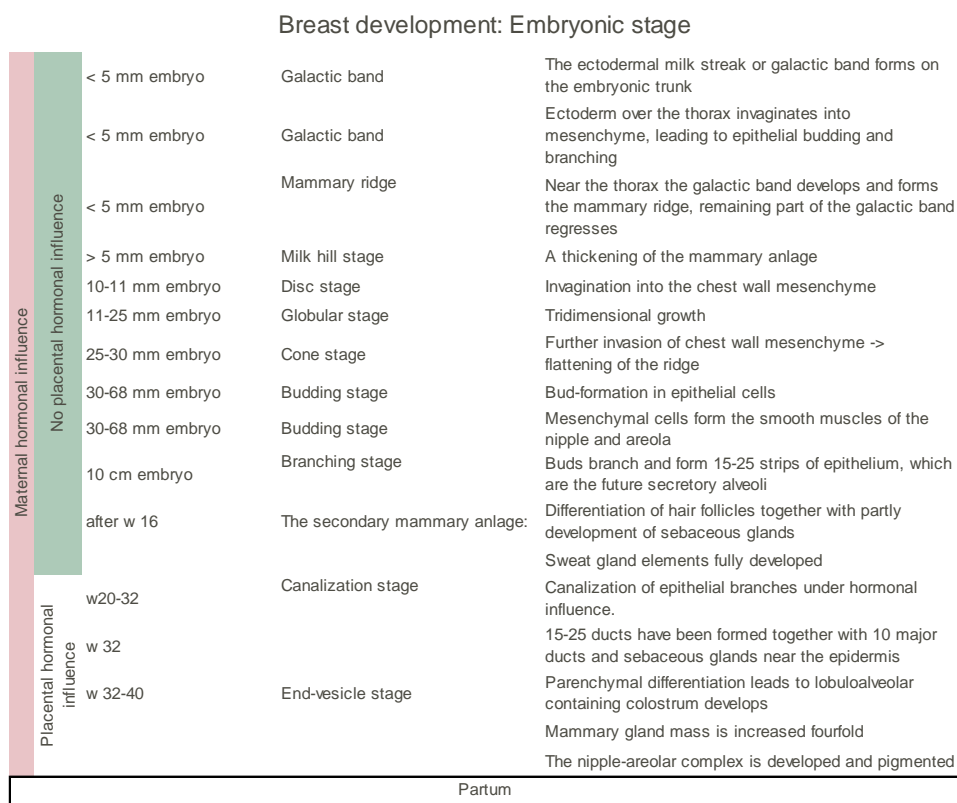 Breast development: Embryonic stage
Maternal hormonal influence
No placental hormonal influence
< 5 mm embryo
Galactic band
The ectodermal milk streak or galactic band forms on
the embryonic trunk
< 5 mm embryo
Galactic band
Ectoderm over the thorax invaginates into
mesenchyme, leading to epithelial budding and
branching
< 5 mm embryo
Mammary ridge
Near the thorax the galactic band develops and forms
the mammary ridge, remaining part of the galactic band
regresses
> 5 mm embryo
Milk hill stage
A thickening of the mammary anlage
10-11 mm embryo
Disc stage
Invagination into the chest wall mesenchyme
11-25 mm embryo
Globular stage
Tridimensional growth
25-30 mm embryo
Cone stage
Further invasion of chest wall mesenchyme ->
flattening of the ridge
30-68 mm embryo
Budding stage
Bud-formation in epithelial cells
30-68 mm embryo
Budding stage
Mesenchymal cells form the smooth muscles of the
nipple and areola
10 cm embryo
Branching stage
Buds branch and form 15-25 strips of epithelium, which
are the future secretory alveoli
after w 16
The secondary mammary anlage:
Differentiation of hair follicles together with partly
development of sebaceous glands
Sweat gland elements fully developed
Placental hormonal
influence
w20-32
Canalization stage
Canalization of epithelial branches under hormonal
influence.
w 32
15-25 ducts have been formed together with 10 major
ducts and sebaceous glands near the epidermis
w 32-40
End-vesicle stage
Parenchymal differentiation leads to lobuloalveolar
containing colostrum develops
Mammary gland mass is increased fourfold
The nipple-areolar complex is developed and pigmented
Partum